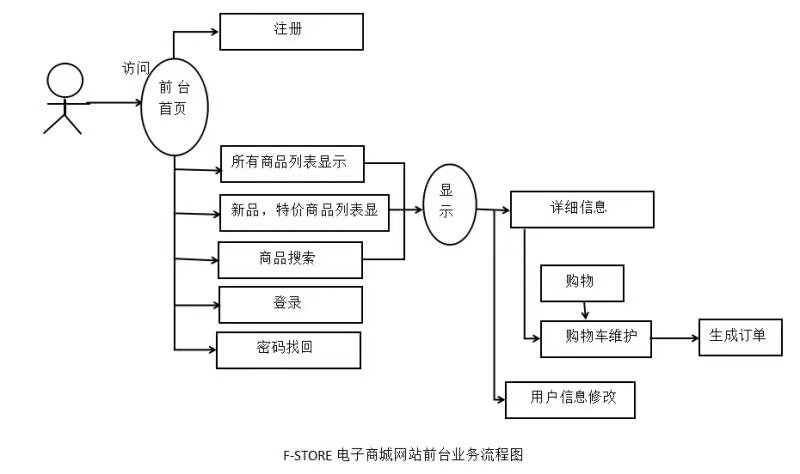 注册
访问
前台
首页
所有商品列表显示
新品，特价商品列表显
商品搜索
登录
密码找回
显
示
详细信息
购物
购物车维护
生成订单
用户信息修改
F-STORE 电子商城网站前台业务流程图